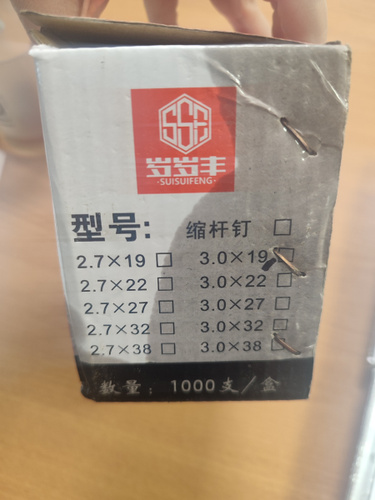 SSF
岁岁丰
·SUISUIFENG·
型号: 缩杆钉 □
2.7×19 □ 3.0×19 □
2.7×22 □ 3.0×22 □
2.7×27 □ 3.0×27 □
2.7×32 □ 3.0×32 □
2.7×38 □ 3.0×38 □
数量: 1000支/盒